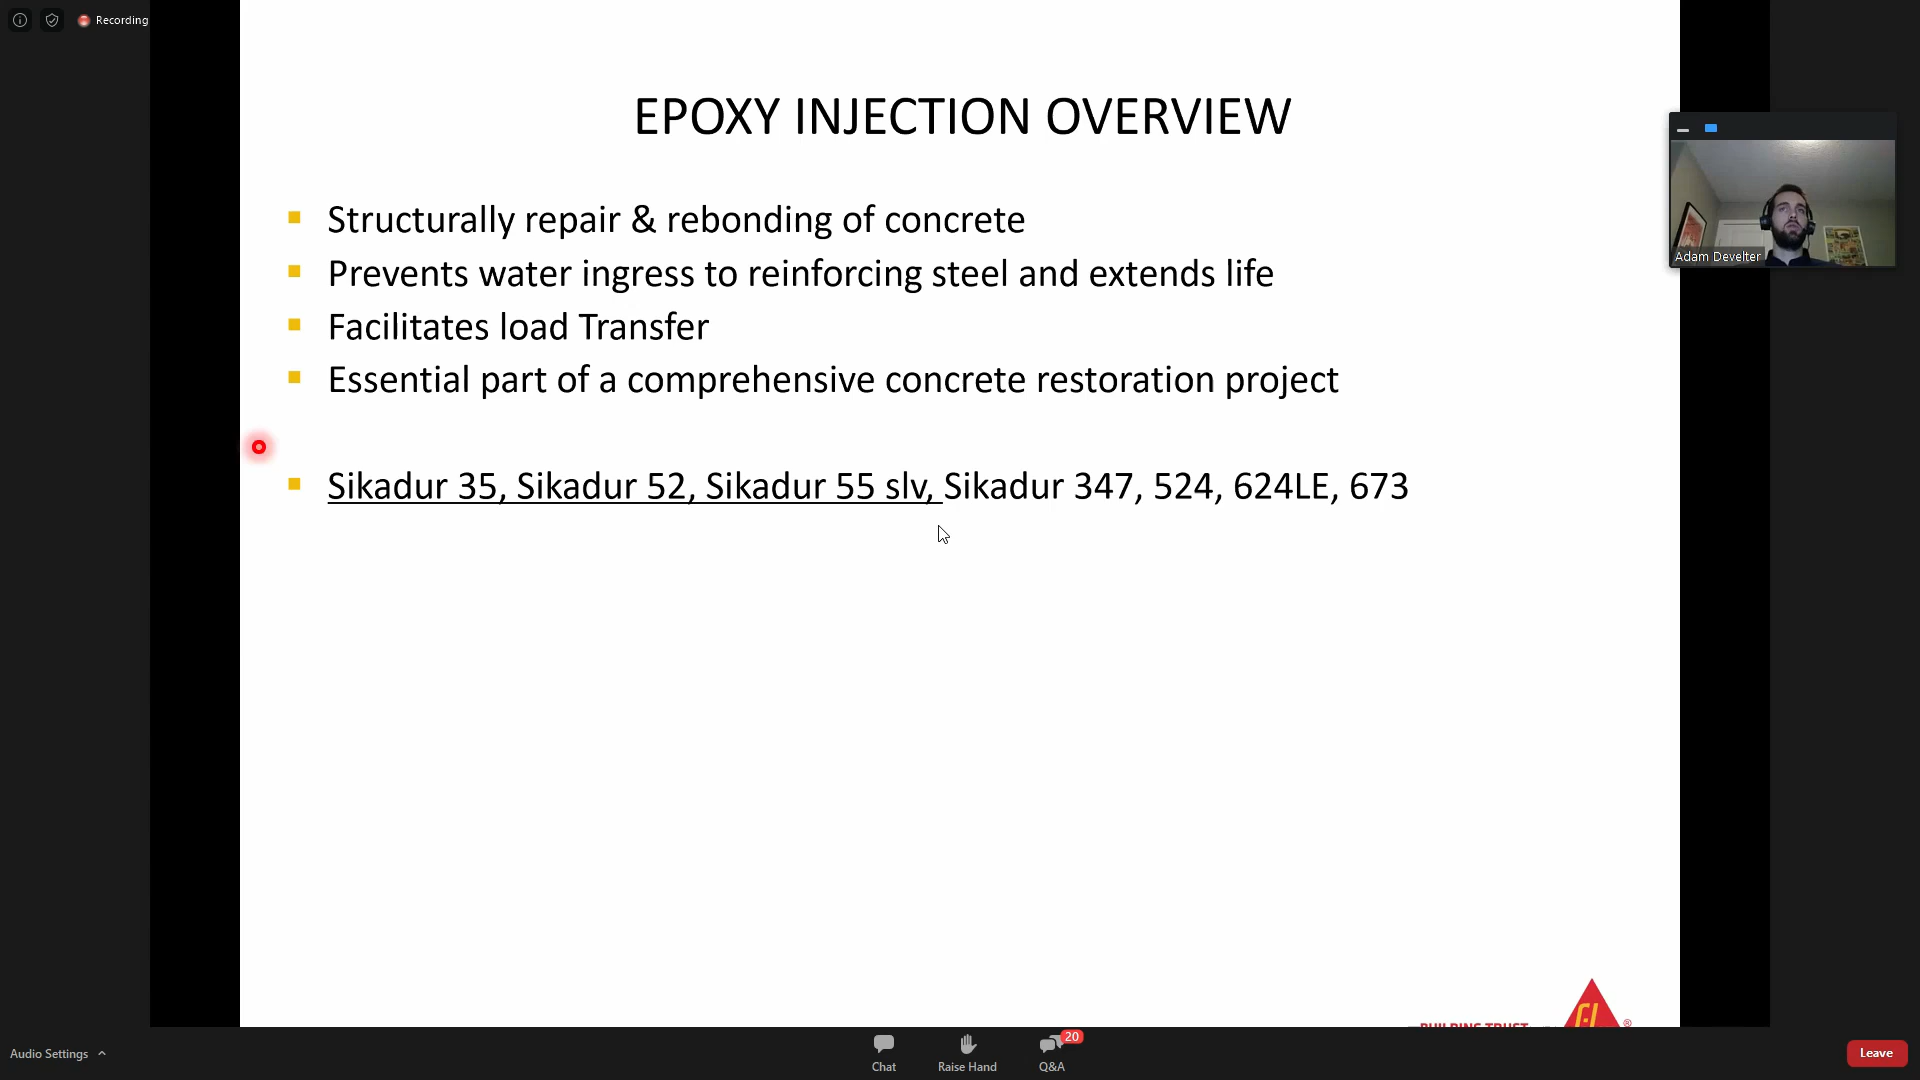 Recording
EPOXY INJECTION OVERVIEW
Structurally repair & rebonding of concrete
Prevents water ingress to reinforcing steel and extends life
Facilitates load Transfer
Essential part of a comprehensive concrete restoration project
Sikadur 35, Sikadur 52, Sikadur 55 slv, Sikadur 347, 524, 624LE, 673
Adam Develter
BUILDING TRUST
®
Audio Settings
Chat
Raise Hand
20
Q&A
Leave